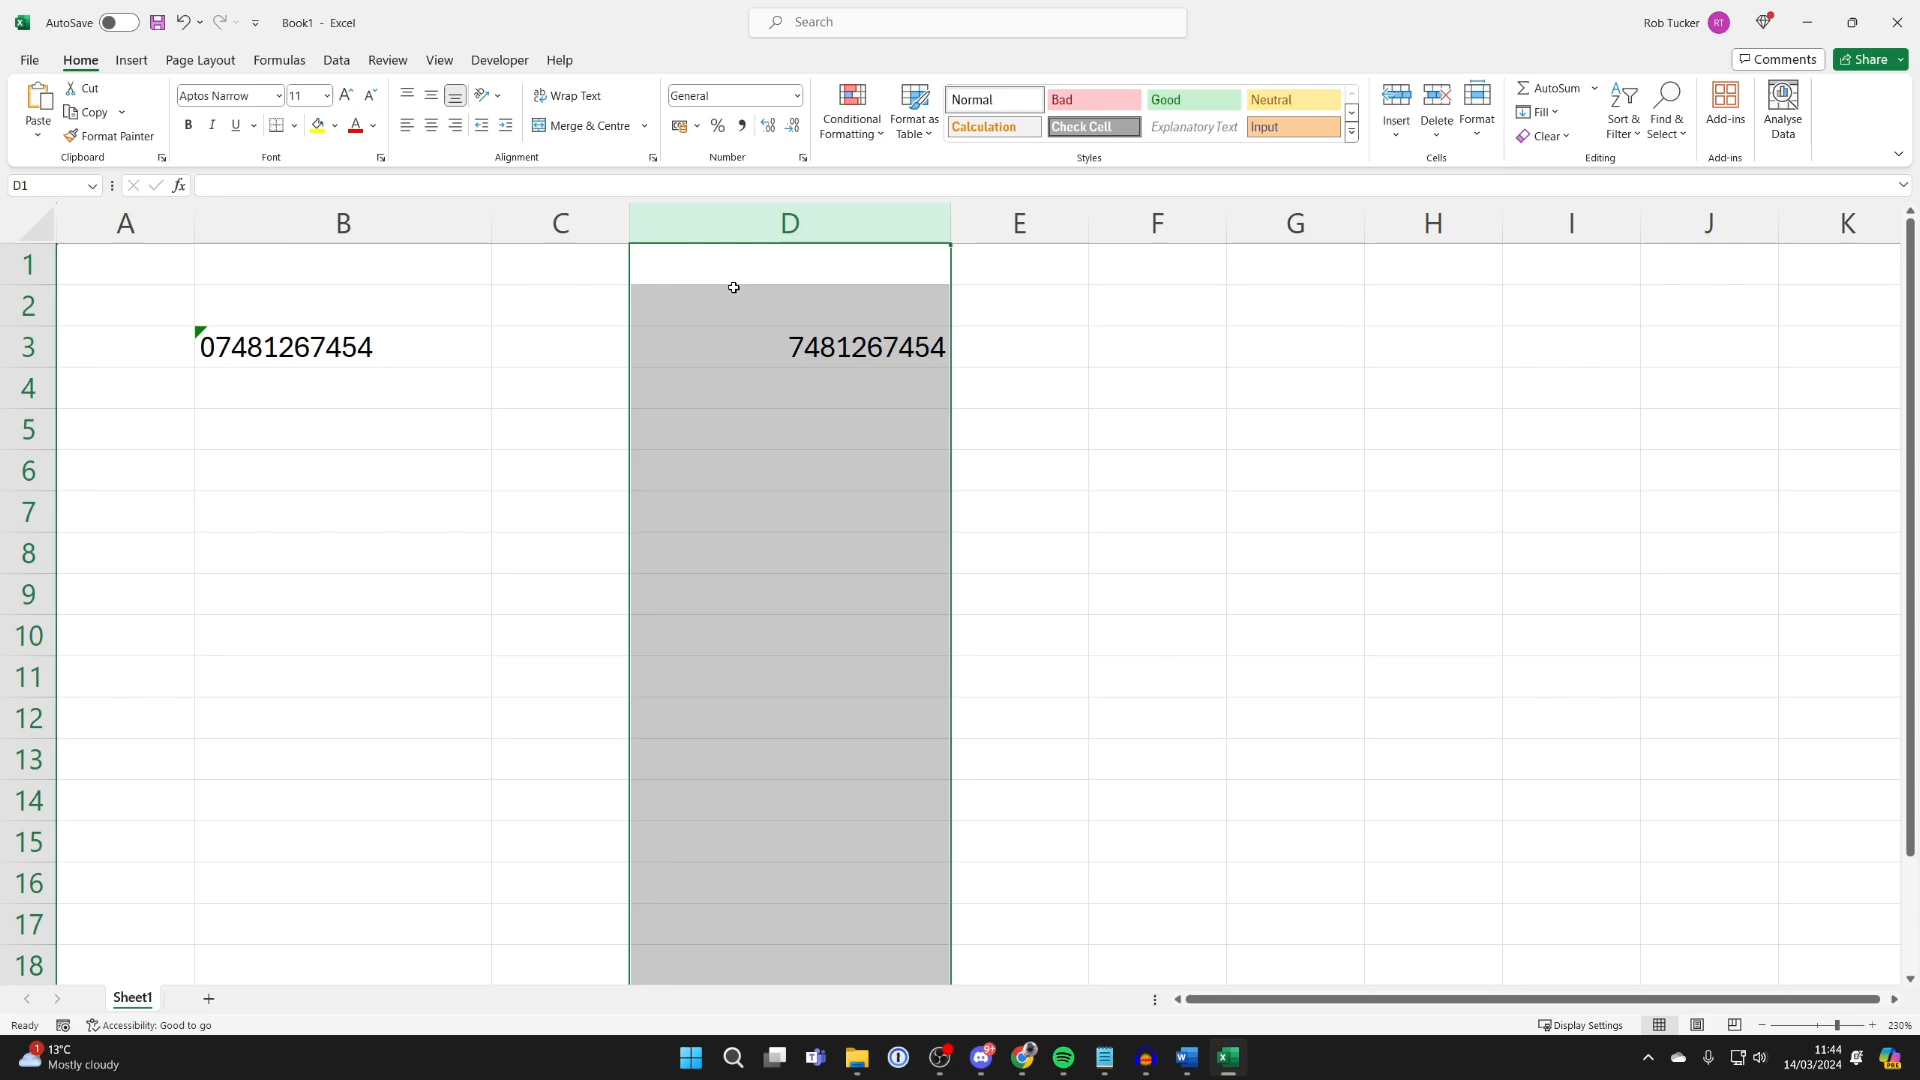 AutoSave
Book1 - Excel
Search
Rob Tucker
RT
File
Home
Insert
Page Layout
Formulas
Data
Review
View
Developer
Help
Comments
Share
Paste
Cut
Copy
Format Painter
Clipboard
Aptos Narrow
11
B I U
Font
Wrap Text
Merge & Centre
Alignment
General
Number
Conditional Formatting
Format as Table
Normal
Bad
Good
Neutral
Calculation
Check Cell
Explanatory Text
Input
Styles
Insert
Delete
Format
Cells
AutoSum
Fill
Clear
Sort & Filter
Find & Select
Editing
Add-ins
Add-ins
Analyse Data
D1
fx
A B C D E F G H I J K
1
2
3 07481267454 7481267454
4
5
6
7
8
9
10
11
12
13
14
15
16
17
18
Sheet1
Ready
Accessibility: Good to go
Display Settings
230%
1
13°C
Mostly cloudy
9+
11:44
14/03/2024
PRE